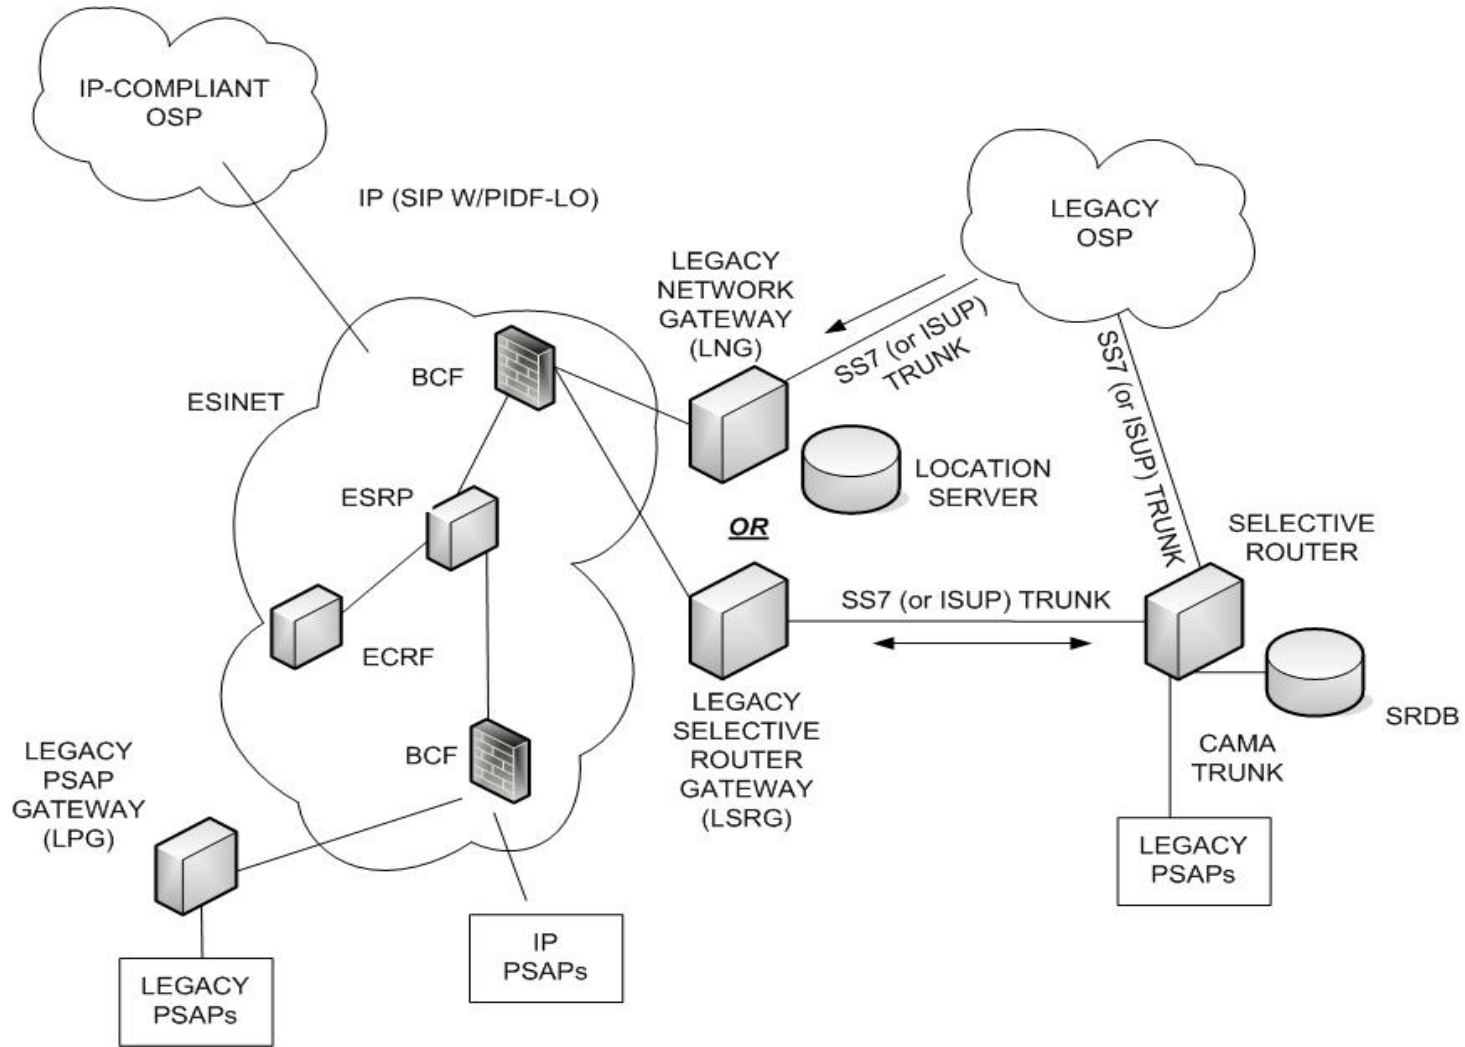 IP-COMPLIANT
OSP
IP (SIP W/PIDF-LO)
LEGACY
OSP
LEGACY
NETWORK
GATEWAY
(LNG)
SS7 (or ISUP)
TRUNK
SS7 (or ISUP) TRUNK
BCF
ESINET
LOCATION
SERVER
ESRP
OR
SELECTIVE
ROUTER
SS7 (or ISUP) TRUNK
ECRF
LEGACY
SELECTIVE
ROUTER
GATEWAY
(LSRG)
SRDB
CAMA
TRUNK
BCF
LEGACY
PSAP
GATEWAY
(LPG)
LEGACY
PSAPs
IP
PSAPs
LEGACY
PSAPs